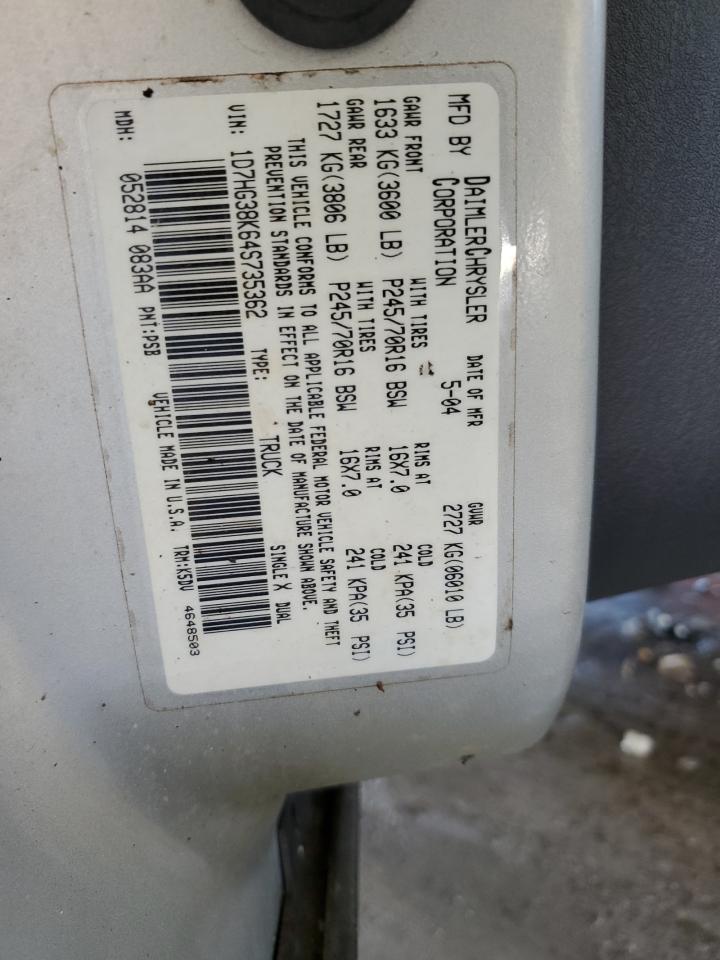 MFD BY DAIMLERCHRYSLER CORPORATION
DATE OF MFR 5-04
GVWR 2727 KG(06010 LB)
GAWR FRONT WITH TIRES RIMS AT COLD
1633 KG(3600 LB) P245/70R16 BSW 16X7.0 241 KPA(35 PSI)
GAWR REAR WITH TIRES RIMS AT COLD
1727 KG(3806 LB) P245/70R16 BSW 16X7.0 241 KPA(35 PSI)
THIS VEHICLE CONFORMS TO ALL APPLICABLE FEDERAL MOTOR VEHICLE SAFETY AND THEFT
PREVENTION STANDARDS IN EFFECT ON THE DATE OF MANUFACTURE SHOWN ABOVE.
VIN: 1D7HG38K64S735362 TYPE: TRUCK SINGLE X DUAL
MDH: 052814 083AA PNT:PSB VEHICLE MADE IN U.S.A. TRM:K5DV 4648503